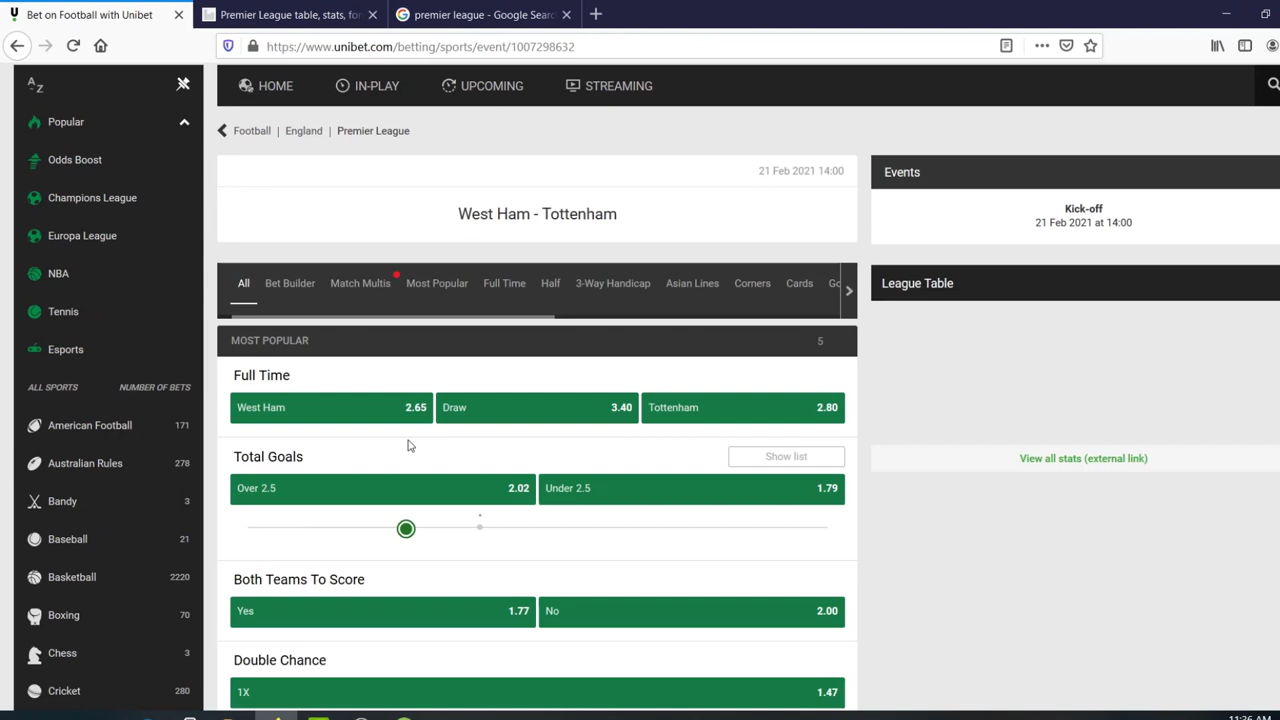 Bet on Football with Unibet
Premier League table, stats, for
premier league - Google Searc
https://www.unibet.com/betting/sports/event/1007298632
HOME IN-PLAY UPCOMING STREAMING
Popular
Odds Boost
Champions League
Europa League
NBA
Tennis
Esports
ALL SPORTS NUMBER OF BETS
American Football 171
Australian Rules 278
Bandy 3
Baseball 21
Basketball 2220
Boxing 70
Chess 3
Cricket 280
Football | England | Premier League
21 Feb 2021 14:00
West Ham - Tottenham
All Bet Builder Match Multis Most Popular Full Time Half 3-Way Handicap Asian Lines Corners Cards Go
MOST POPULAR 5
Full Time
West Ham 2.65 Draw 3.40 Tottenham 2.80
Total Goals Show list
Over 2.5 2.02 Under 2.5 1.79
Both Teams To Score
Yes 1.77 No 2.00
Double Chance
1X 1.47
Events
Kick-off
21 Feb 2021 at 14:00
League Table
View all stats (external link)